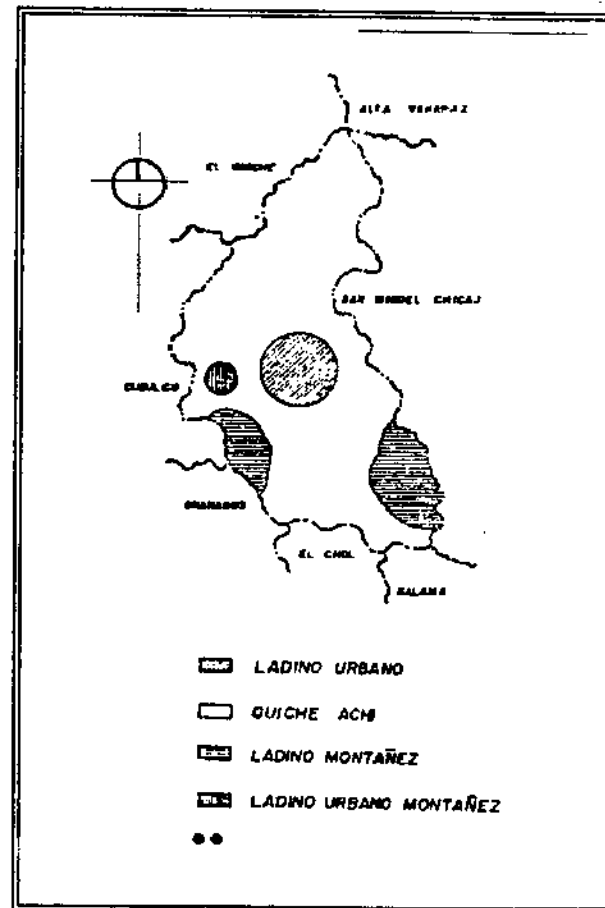 ALTA VERAPAZ
EL QUICHE
SAN MIGUEL CHICAJ
CUBULCO
GRANADOS
EL CHOL
SALAMA
LADINO URBANO
QUICHE ACHI
LADINO MONTAÑEZ
LADINO URBANO MONTAÑEZ